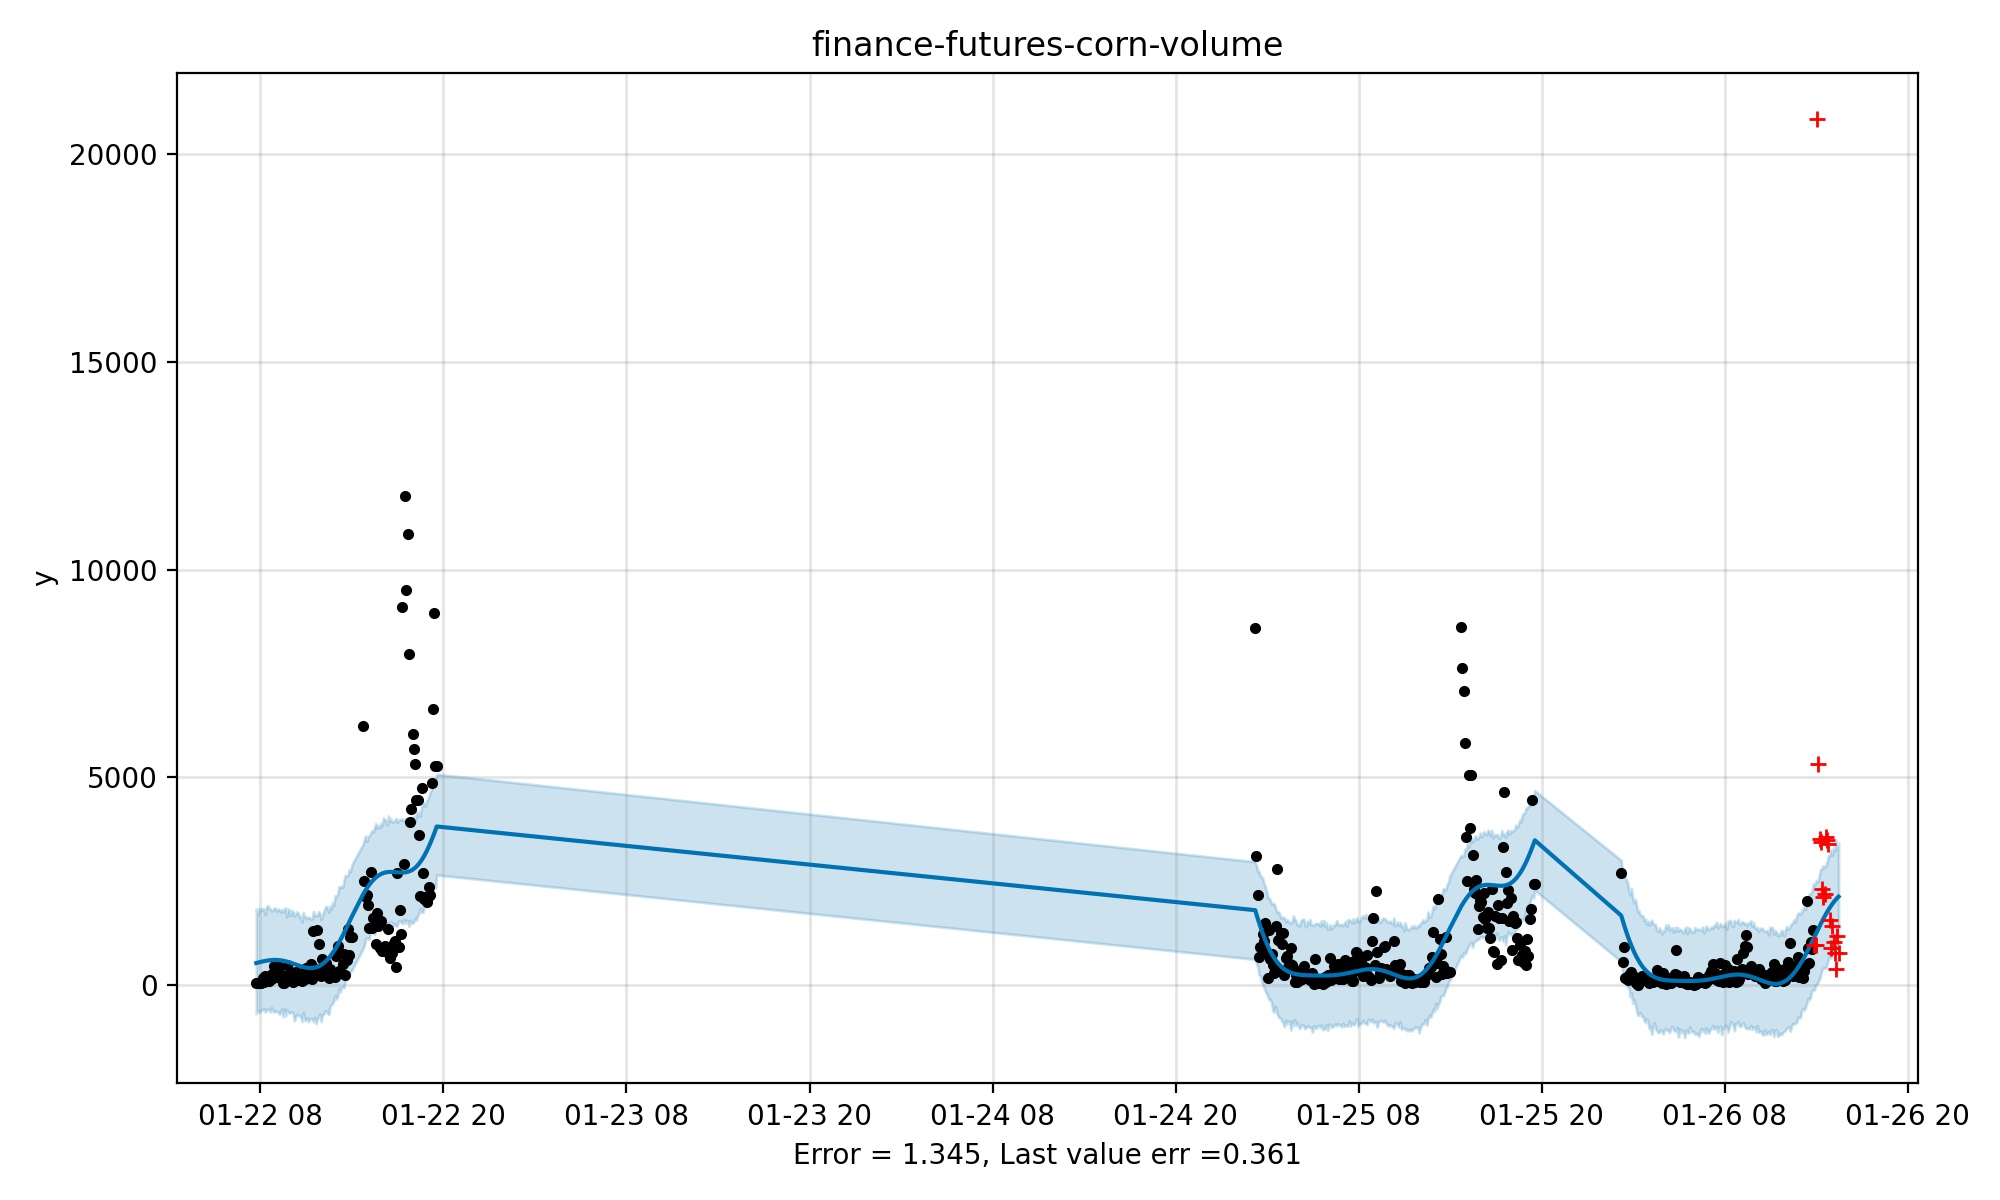 finance-futures-corn-volume
20000
15000
10000
5000
0
y
01-22 08 01-22 20 01-23 08 01-23 20 01-24 08 01-24 20 01-25 08 01-25 20 01-26 08 01-26 20
Error = 1.345, Last value err =0.361